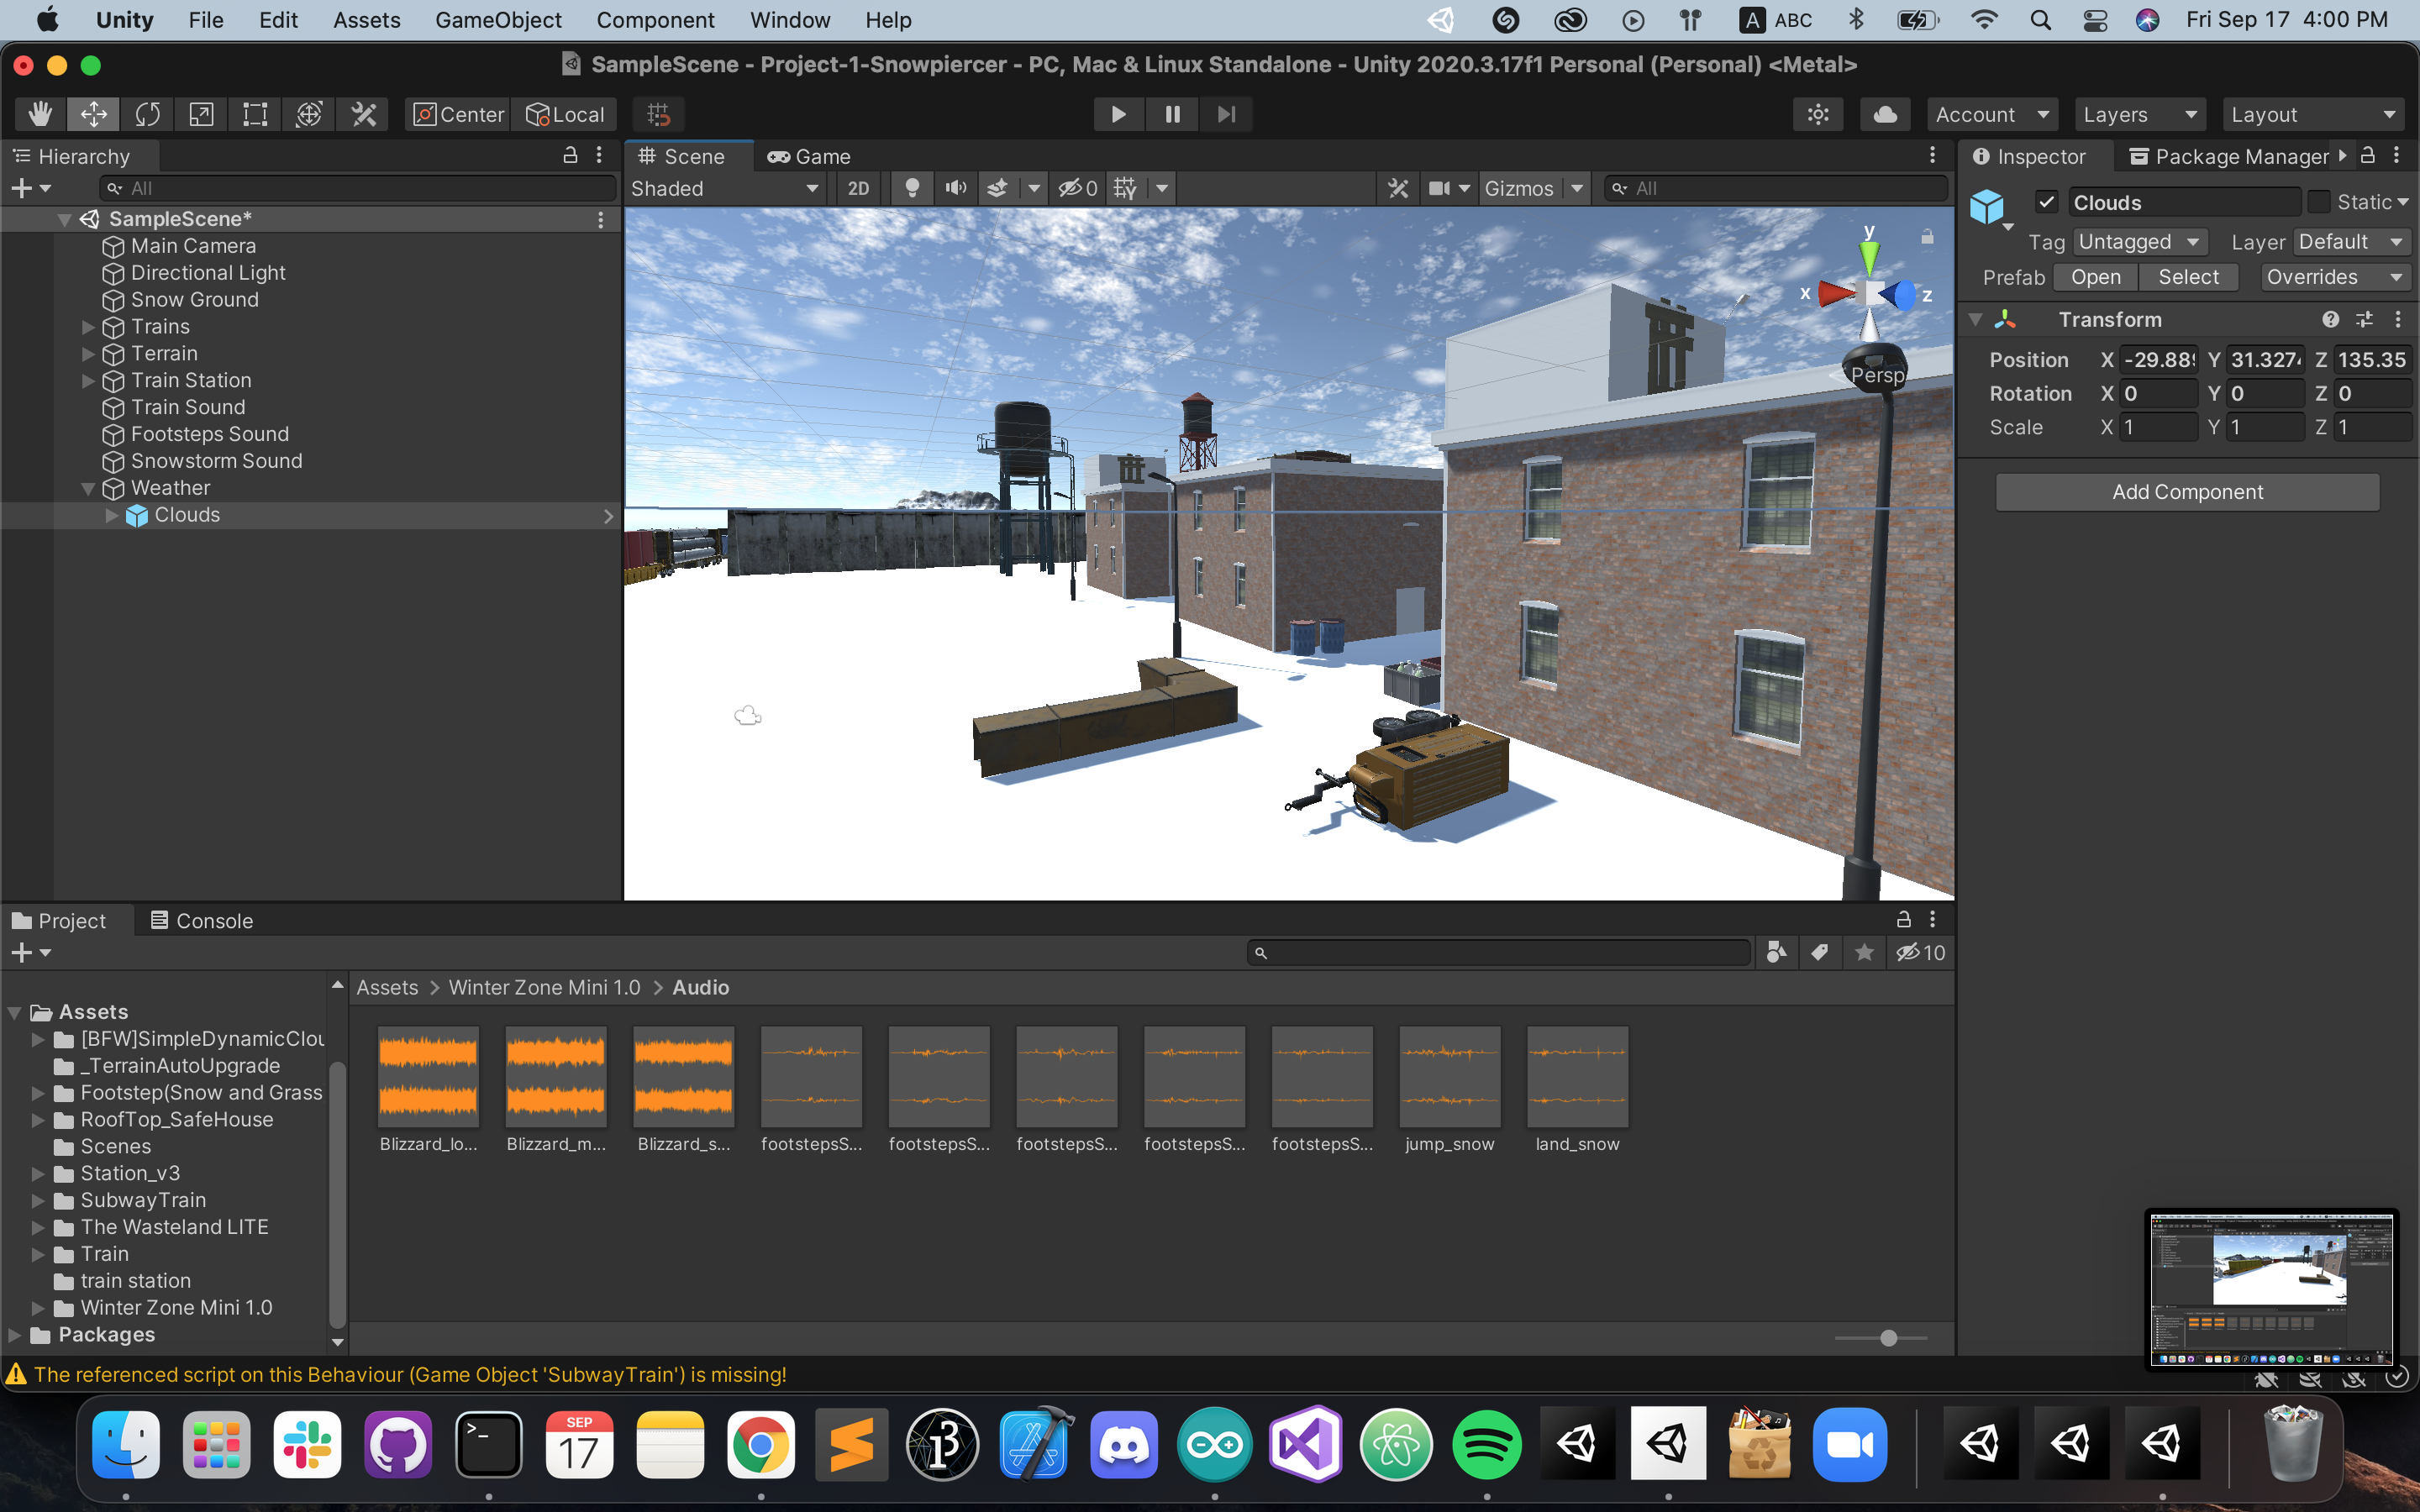 Unity File Edit Assets GameObject Component Window Help A ABC Fri Sep 17 4:00 PM
SampleScene - Project-1-Snowpiercer - PC, Mac & Linux Standalone - Unity 2020.3.17f1 Personal (Personal) <Metal>
Center Local Account Layers Layout
Hierarchy
All
SampleScene*
Main Camera
Directional Light
Snow Ground
Trains
Terrain
Train Station
Train Sound
Footsteps Sound
Snowstorm Sound
Weather
Clouds
Scene Game
Shaded 2D 0 Gizmos All
y
x z
Persp
Inspector Package Manager
Clouds Static
Tag Untagged Layer Default
Prefab Open Select Overrides
Transform
Position X -29.889 Y 31.327 Z 135.35
Rotation X 0 Y 0 Z 0
Scale X 1 Y 1 Z 1
Add Component
Project Console
10
Assets
[BFW]SimpleDynamicClou
_TerrainAutoUpgrade
Footstep(Snow and Grass
RoofTop_SafeHouse
Scenes
Station_v3
SubwayTrain
The Wasteland LITE
Train
train station
Winter Zone Mini 1.0
Packages
Assets > Winter Zone Mini 1.0 > Audio
Blizzard_lo... Blizzard_m... Blizzard_s... footstepsS... footstepsS... footstepsS... footstepsS... footstepsS... jump_snow land_snow
The referenced script on this Behaviour (Game Object 'SubwayTrain') is missing!
SEP
17